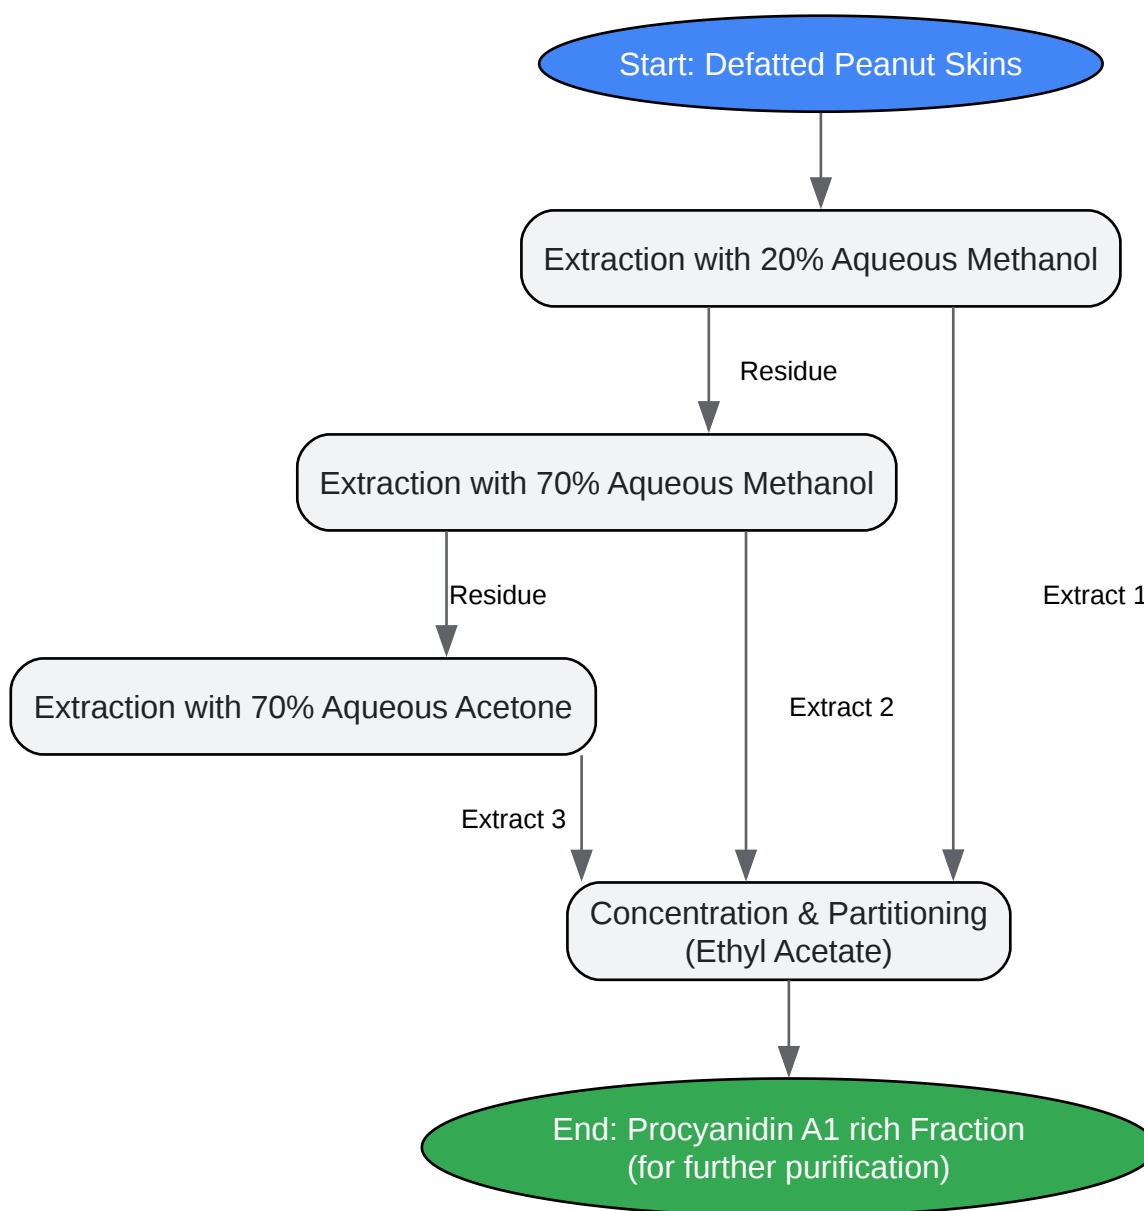 Start: Defatted Peanut Skins
Extraction with 20% Aqueous Methanol
Residue
Extraction with 70% Aqueous Methanol
Residue
Extract 1
Extraction with 70% Aqueous Acetone
Extract 2
Extract 3
Concentration & Partitioning
(Ethyl Acetate)
End: Procyanidin A1 rich Fraction
(for further purification)